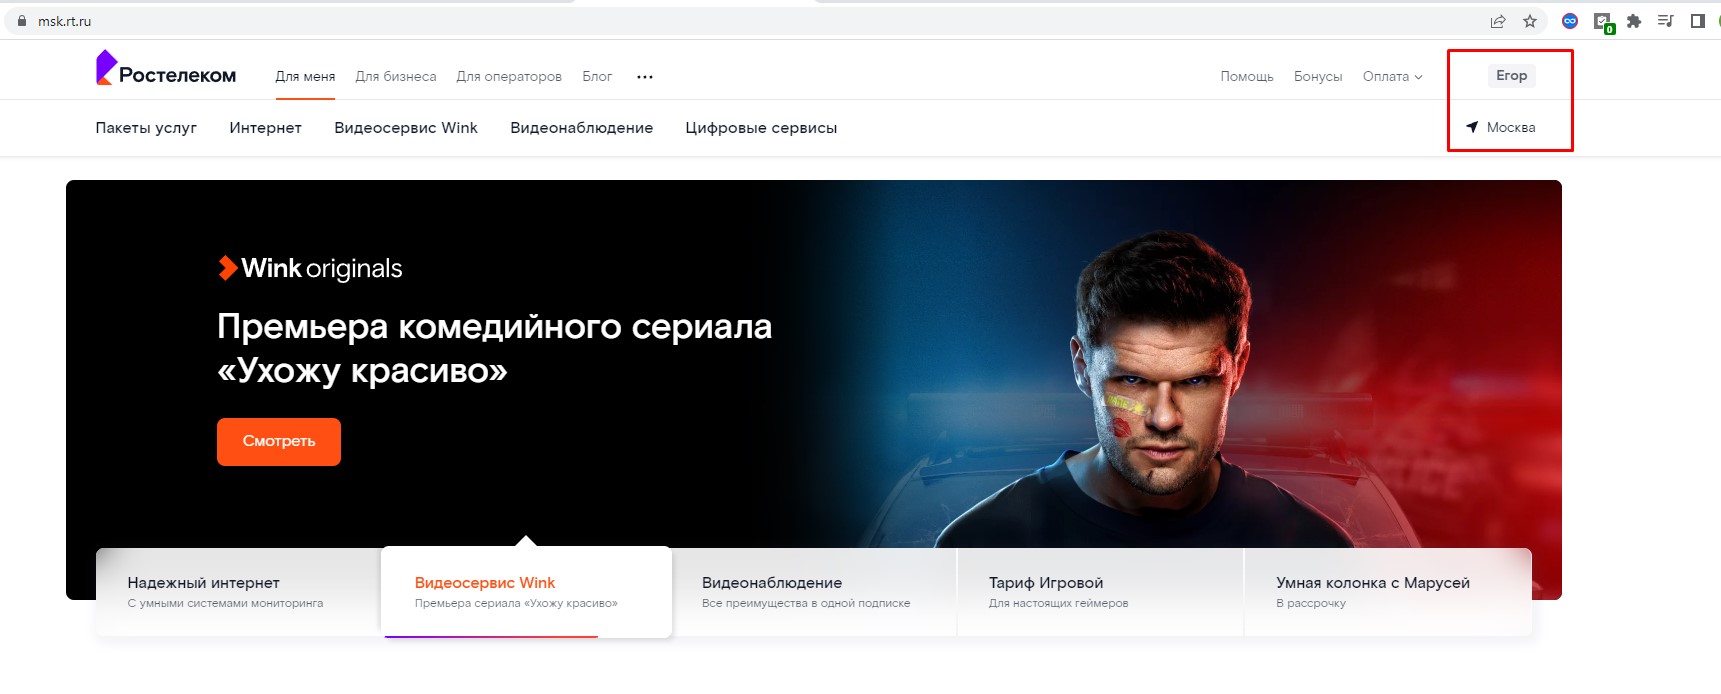 msk.rt.ru
0
Ростелеком
Для меня Для бизнеса Для операторов Блог ...
Помощь Бонусы Оплата Егор
Пакеты услуг Интернет Видеосервис Wink Видеонаблюдение Цифровые сервисы
Москва
Wink originals
Премьера комедийного сериала
«Ухожу красиво»
Смотреть
Надежный интернет
С умными системами мониторинга
Видеосервис Wink
Премьера сериала «Ухожу красиво»
Видеонаблюдение
Все преимущества в одной подписке
Тариф Игровой
Для настоящих геймеров
Умная колонка с Марусей
В рассрочку